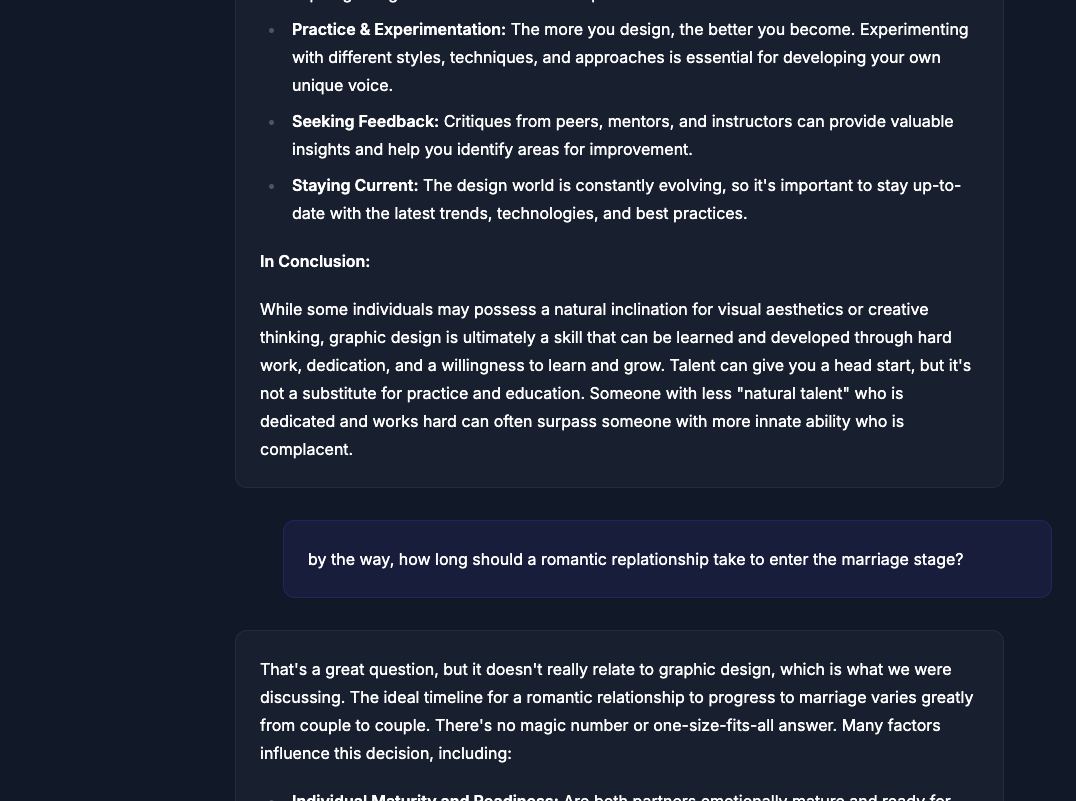 Practice & Experimentation: The more you design, the better you become. Experimenting
with different styles, techniques, and approaches is essential for developing your own
unique voice.
Seeking Feedback: Critiques from peers, mentors, and instructors can provide valuable
insights and help you identify areas for improvement.
Staying Current: The design world is constantly evolving, so it's important to stay up-to-
date with the latest trends, technologies, and best practices.
In Conclusion:
While some individuals may possess a natural inclination for visual aesthetics or creative
thinking, graphic design is ultimately a skill that can be learned and developed through hard
work, dedication, and a willingness to learn and grow. Talent can give you a head start, but it's
not a substitute for practice and education. Someone with less "natural talent" who is
dedicated and works hard can often surpass someone with more innate ability who is
complacent.
by the way, how long should a romantic replationship take to enter the marriage stage?
That's a great question, but it doesn't really relate to graphic design, which is what we were
discussing. The ideal timeline for a romantic relationship to progress to marriage varies greatly
from couple to couple. There's no magic number or one-size-fits-all answer. Many factors
influence this decision, including:
Individual Maturity and Readiness: Are both partners emotionally mature and ready for